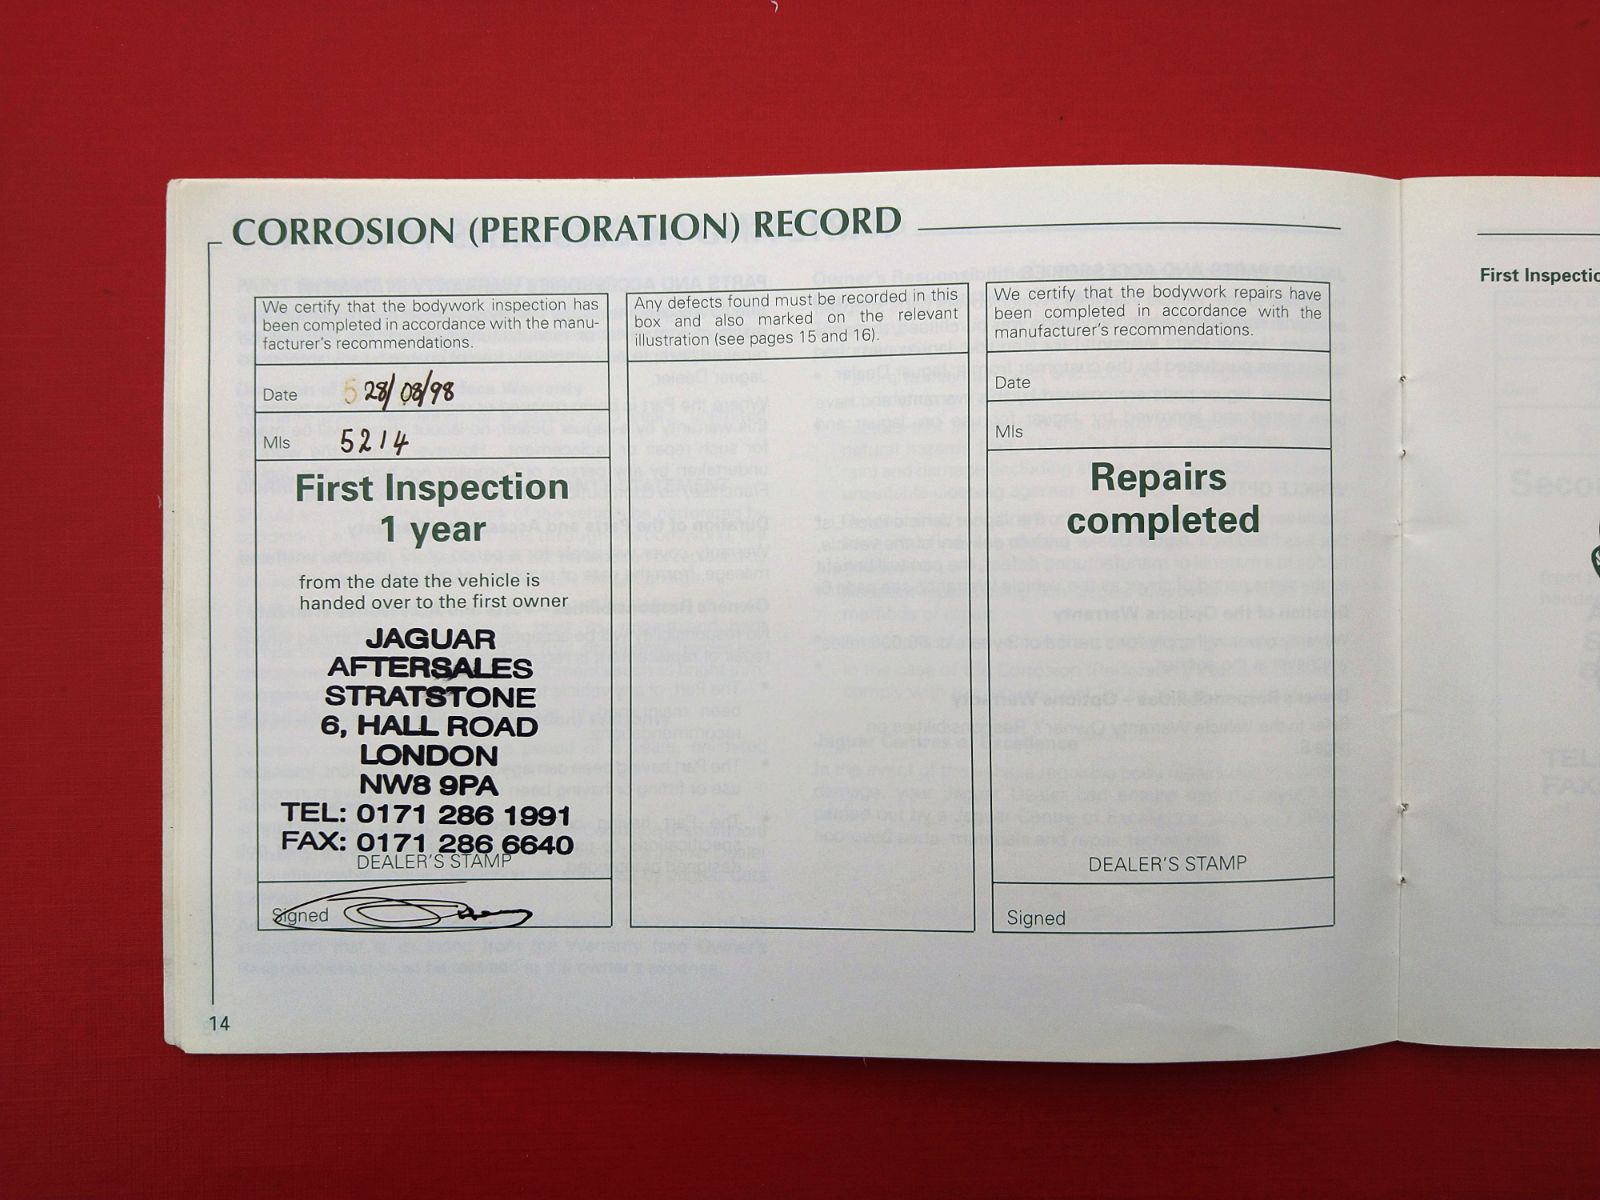 CORROSION (PERFORATION) RECORD
We certify that the bodywork inspection has
been completed in accordance with the manu-
facturer's recommendations.
Date 28/08/98
Mls 5214
First Inspection
1 year
from the date the vehicle is
handed over to the first owner
JAGUAR
AFTERSALES
STRATSTONE
6, HALL ROAD
LONDON
NW8 9PA
TEL: 0171 286 1991
FAX: 0171 286 6640
DEALER'S STAMP
Signed
Any defects found must be recorded in this
box and also marked on the relevant
illustration (see pages 15 and 16).
We certify that the bodywork repairs have
been completed in accordance with the
manufacturer's recommendations.
Date
Mls
Repairs
completed
DEALER'S STAMP
Signed
14
First